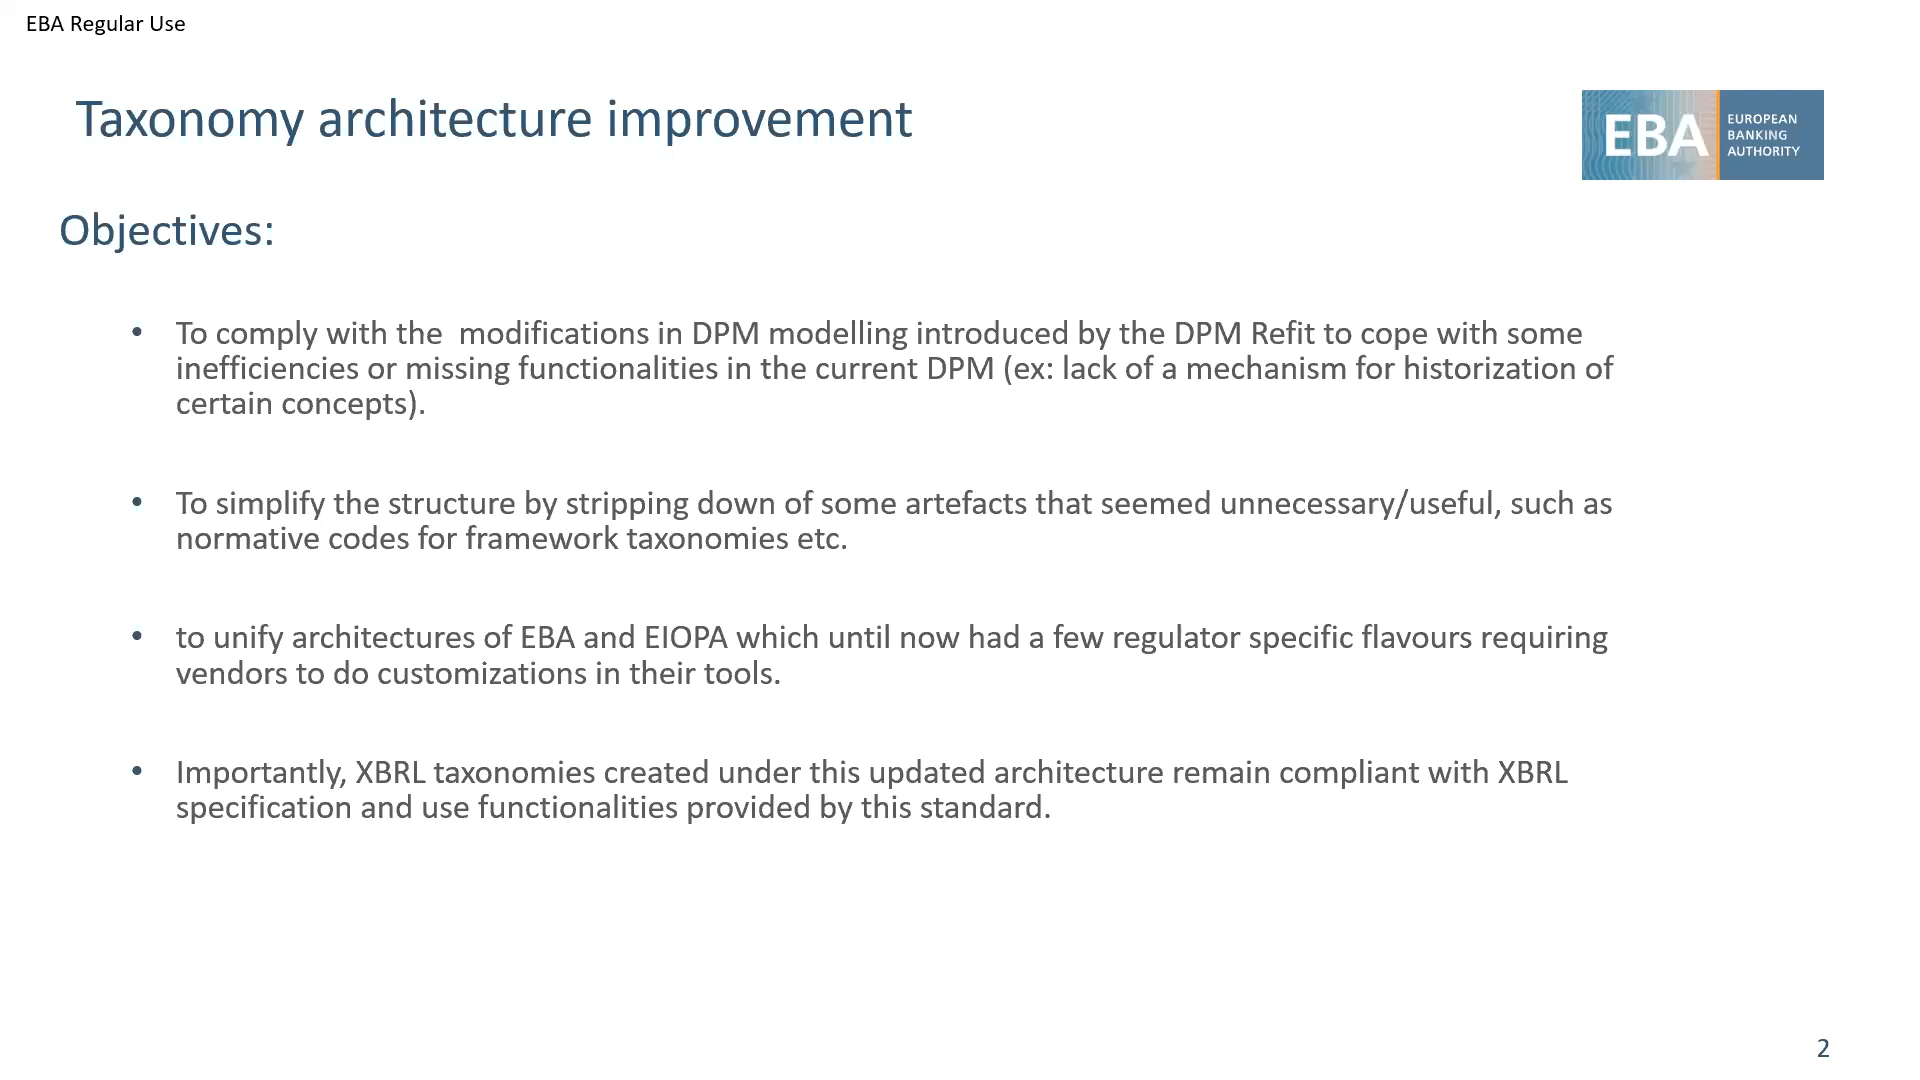 EBA Regular Use
Taxonomy architecture improvement
EBA
EUROPEAN
BANKING
AUTHORITY
Objectives:
• To comply with the  modifications in DPM modelling introduced by the DPM Refit to cope with some
inefficiencies or missing functionalities in the current DPM (ex: lack of a mechanism for historization of
certain concepts).
• To simplify the structure by stripping down of some artefacts that seemed unnecessary/useful, such as
normative codes for framework taxonomies etc.
• to unify architectures of EBA and EIOPA which until now had a few regulator specific flavours requiring
vendors to do customizations in their tools.
• Importantly, XBRL taxonomies created under this updated architecture remain compliant with XBRL
specification and use functionalities provided by this standard.
2